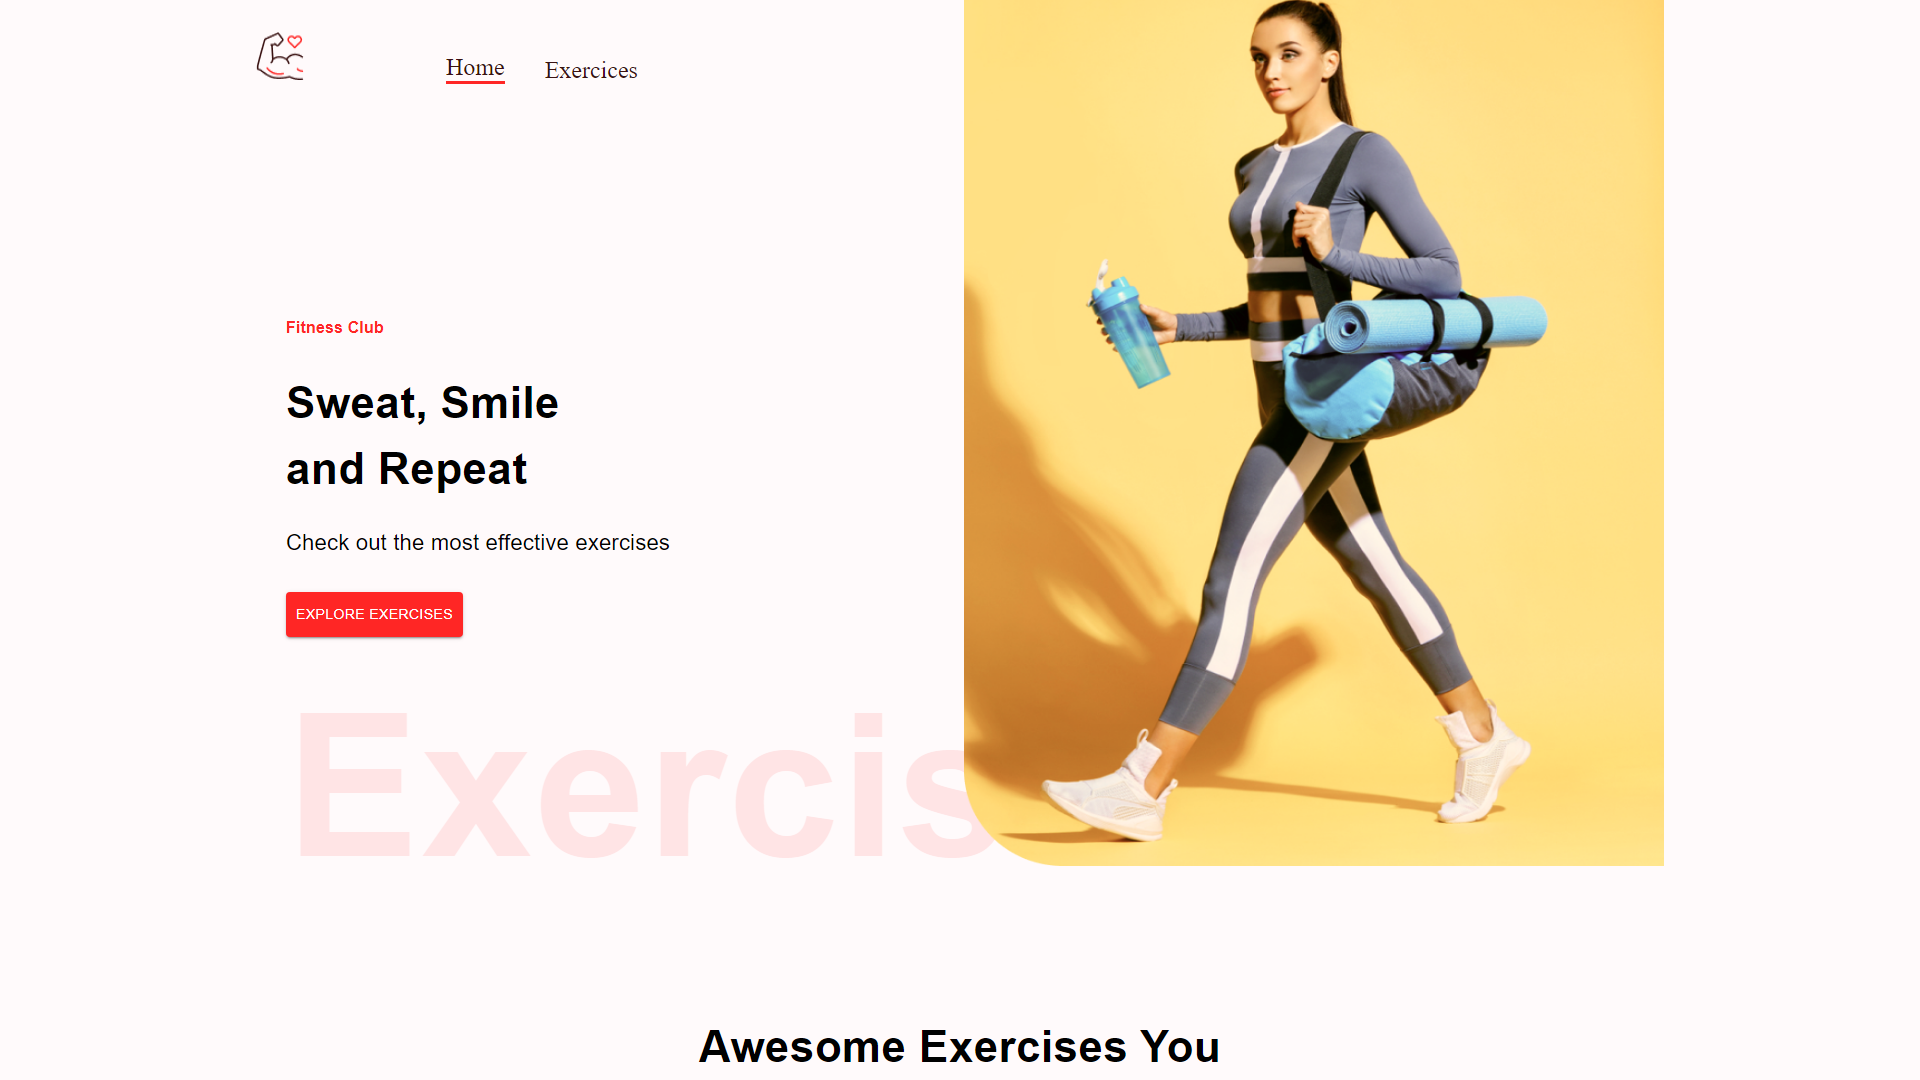 Home Exercices
Fitness Club
Sweat, Smile
and Repeat
Check out the most effective exercises
EXPLORE EXERCISES
Exercis
Awesome Exercises You